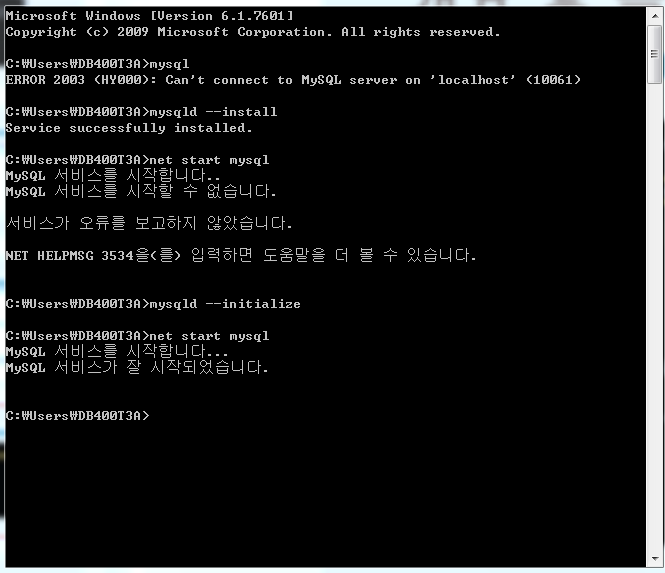 Microsoft Windows [Version 6.1.7601]
Copyright (c) 2009 Microsoft Corporation. All rights reserved.
C:₩Users₩DB400T3A>mysql
ERROR 2003 (HY000): Can't connect to MySQL server on 'localhost' (10061)
C:₩Users₩DB400T3A>mysqld --install
Service successfully installed.
C:₩Users₩DB400T3A>net start mysql
MySQL 서비스를 시작합니다..
MySQL 서비스를 시작할 수 없습니다.
서비스가 오류를 보고하지 않았습니다.
NET HELPMSG 3534을(를) 입력하면 도움말을 더 볼 수 있습니다.
C:₩Users₩DB400T3A>mysqld --initialize
C:₩Users₩DB400T3A>net start mysql
MySQL 서비스를 시작합니다...
MySQL 서비스가 잘 시작되었습니다.
C:₩Users₩DB400T3A>